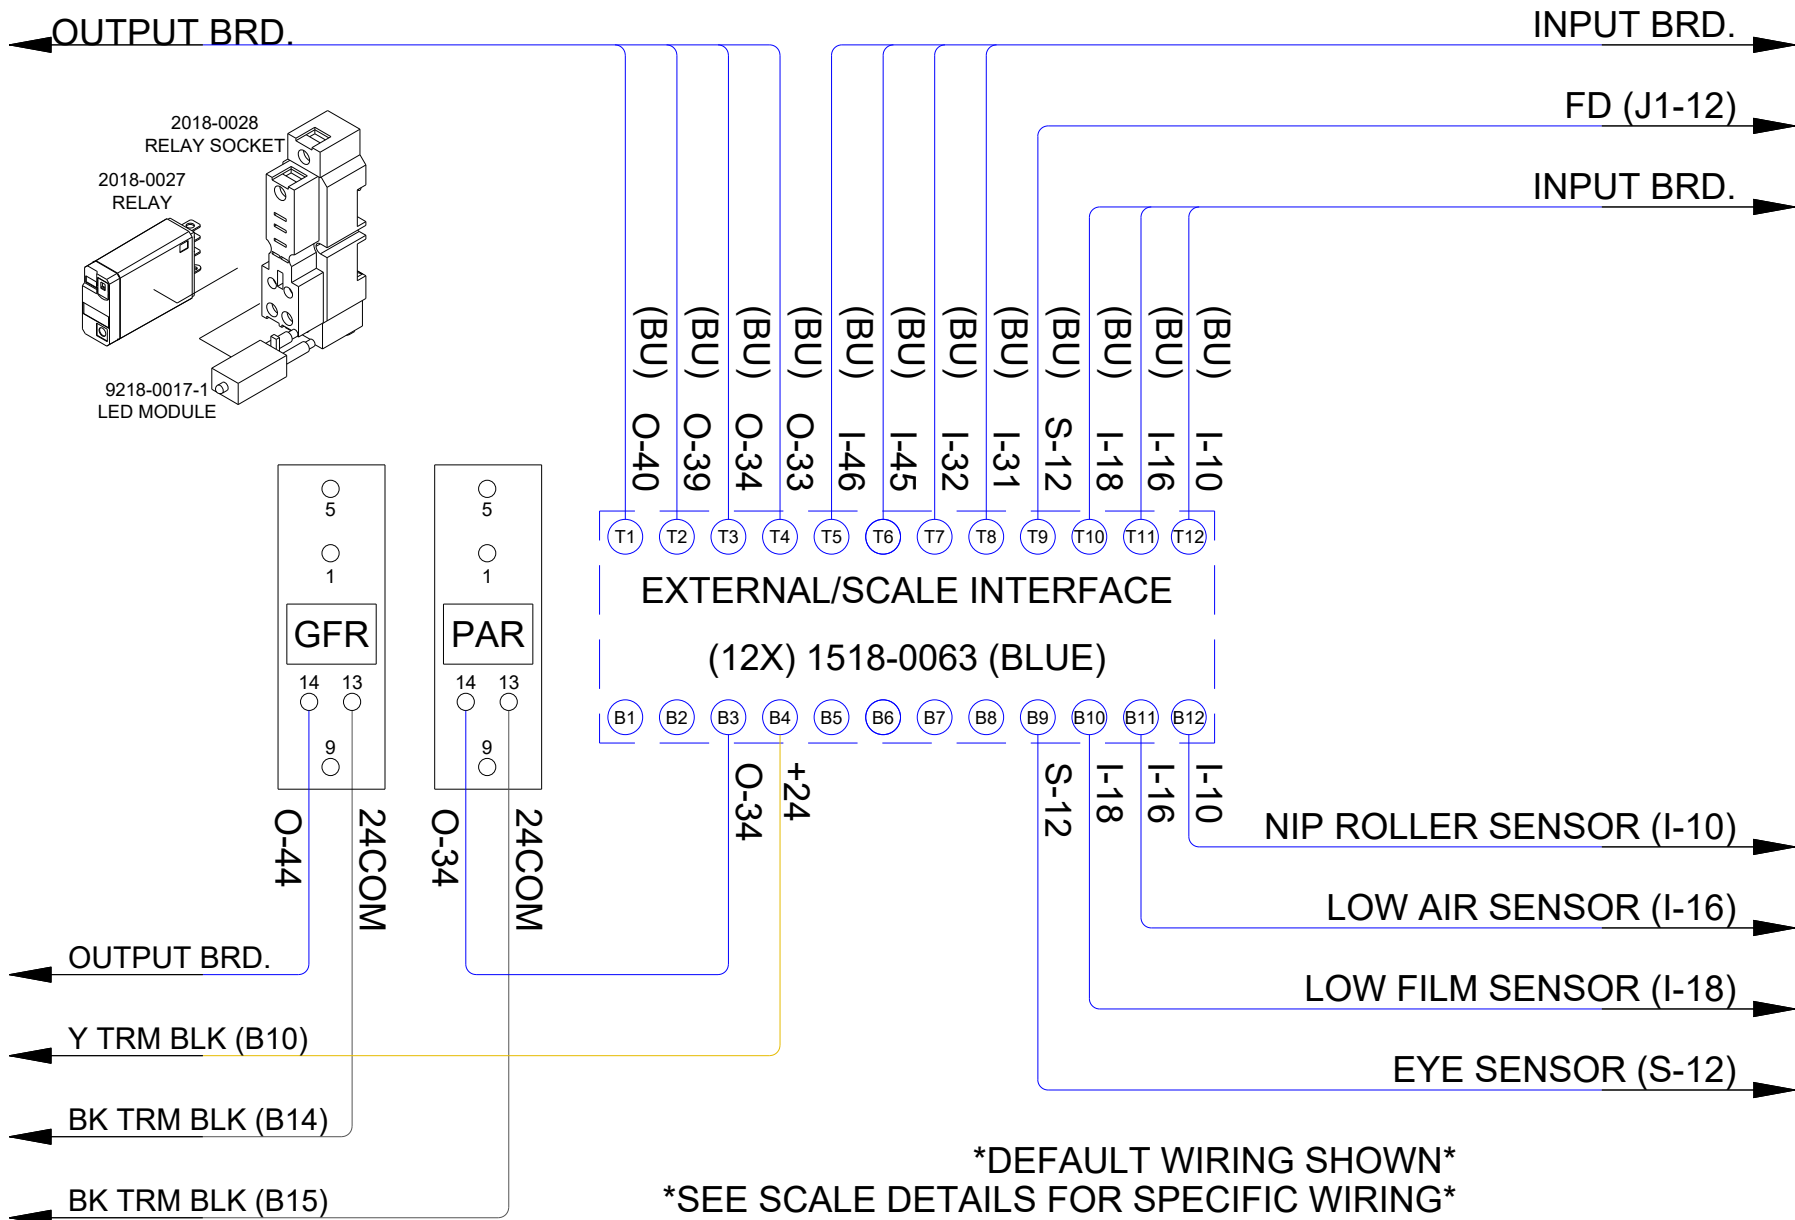 OUTPUT BRD.
INPUT BRD.
FD (J1-12)
INPUT BRD.
2018-0028
RELAY SOCKET
2018-0027
RELAY
9218-0017-1
LED MODULE
(BU) (BU) (BU) (BU) (BU) (BU) (BU) (BU) (BU) (BU) (BU) (BU)
O-40 O-39 O-34 O-33 I-46 I-45 I-32 I-31 S-12 I-18 I-16 I-10
T1 T2 T3 T4 T5 T6 T7 T8 T9 T10 T11 T12
EXTERNAL/SCALE INTERFACE
(12X) 1518-0063 (BLUE)
B1 B2 B3 B4 B5 B6 B7 B8 B9 B10 B11 B12
5
1
GFR
14 13
9
5
1
PAR
14 13
9
O-44 24COM O-34 24COM
O-34 +24 S-12 I-18 I-16 I-10
NIP ROLLER SENSOR (I-10)
LOW AIR SENSOR (I-16)
LOW FILM SENSOR (I-18)
EYE SENSOR (S-12)
OUTPUT BRD.
Y TRM BLK (B10)
BK TRM BLK (B14)
BK TRM BLK (B15)
*DEFAULT WIRING SHOWN*
*SEE SCALE DETAILS FOR SPECIFIC WIRING*